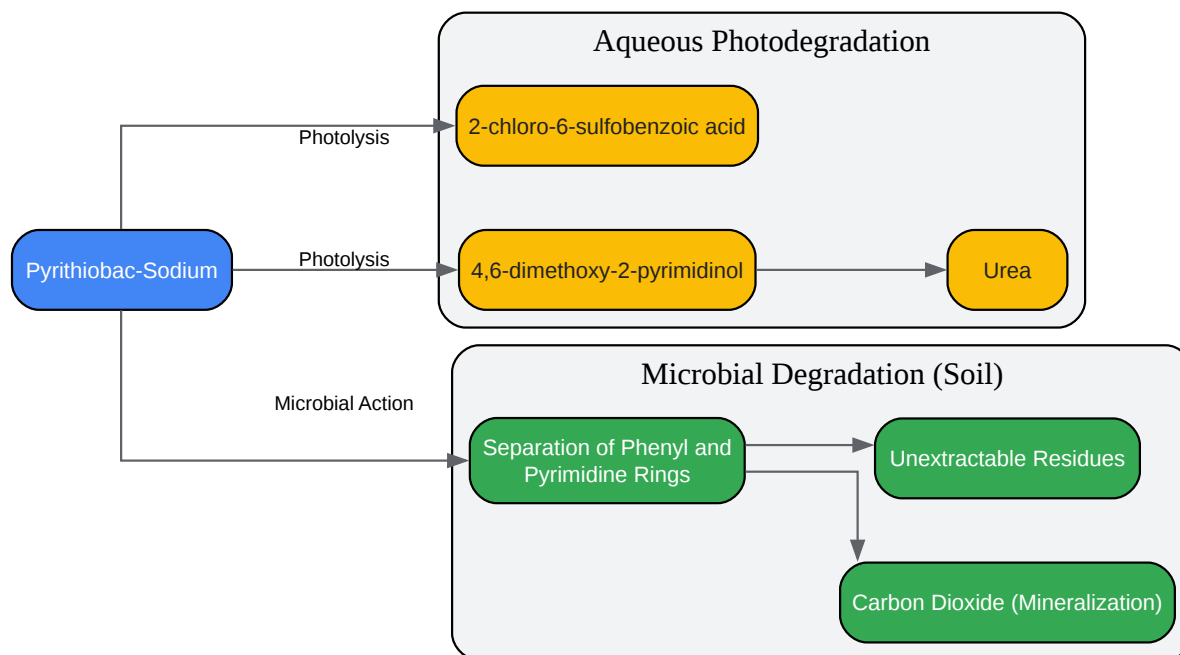 Aqueous Photodegradation
2-chloro-6-sulfobenzoic acid
Photolysis
Pyrithiobac-Sodium
Photolysis
4,6-dimethoxy-2-pyrimidinol
Urea
Microbial Degradation (Soil)
Microbial Action
Separation of Phenyl and
Pyrimidine Rings
Unextractable Residues
Carbon Dioxide (Mineralization)